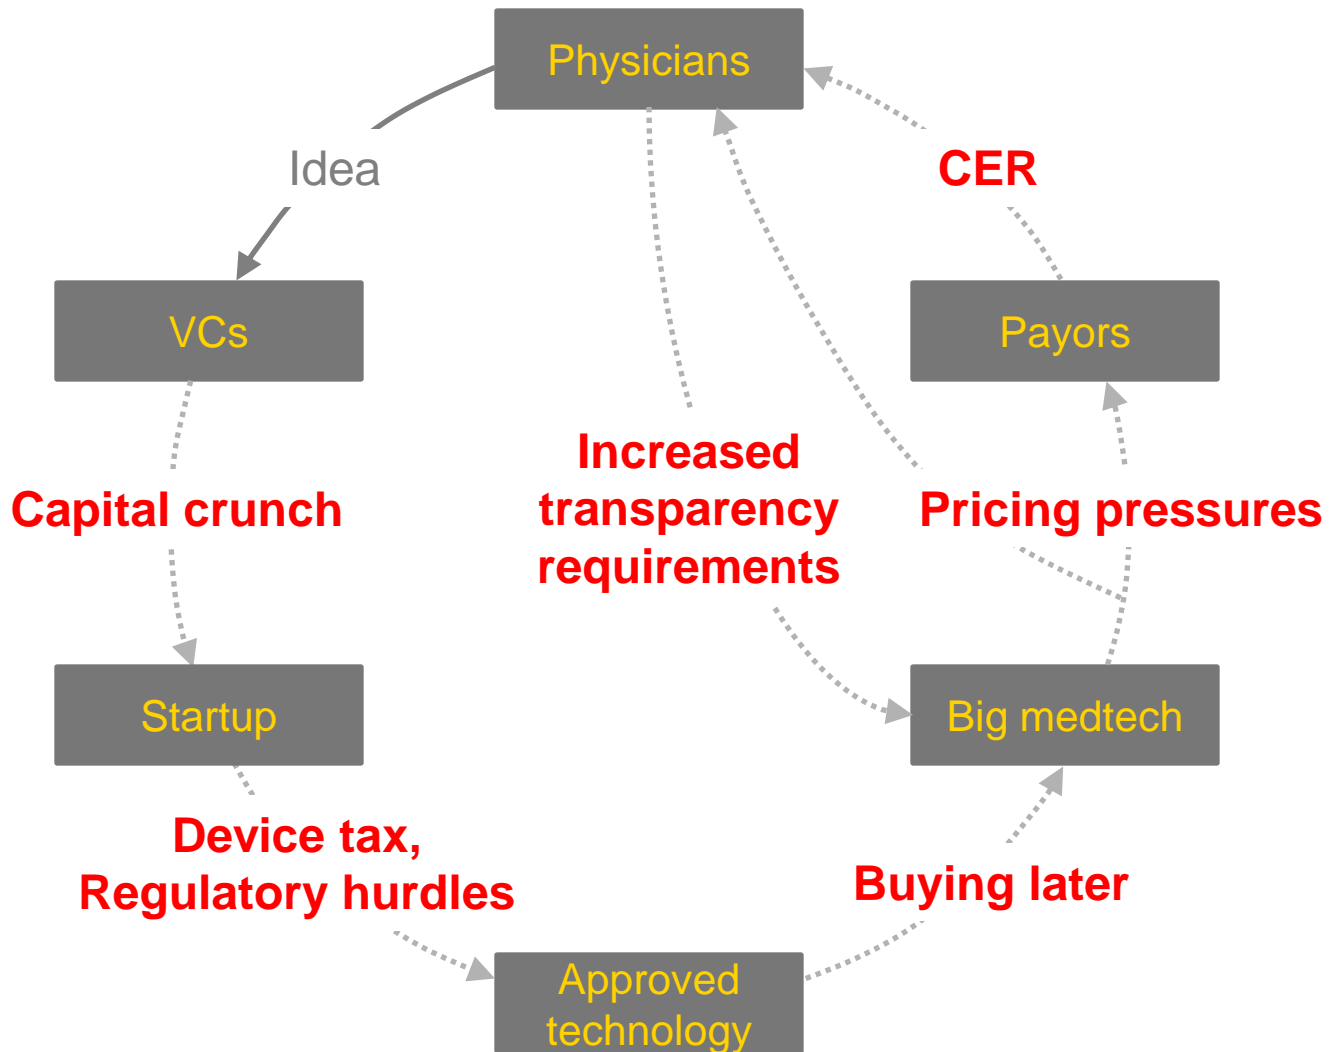 Physicians
Idea
CER
VCs
Payors
Increased
transparency
requirements
Capital crunch
Pricing pressures
Startup
Big medtech
Device tax,
Regulatory hurdles
Buying later
Approved
technology